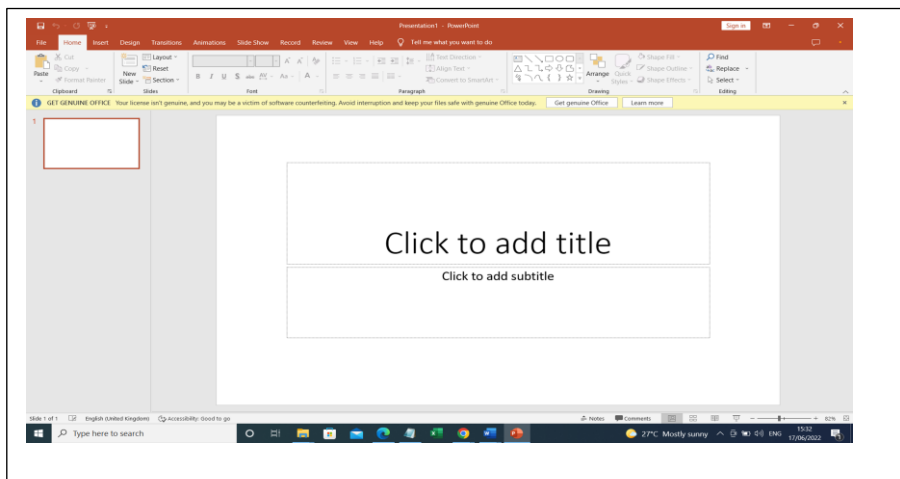 Presentation1 - PowerPoint
Sign in
File Home Insert Design Transitions Animations Slide Show Record Review View Help Tell me what you want to do
Cut
Copy
Format Painter
Paste
Clipboard
New Slide
Layout
Reset
Section
Slides
B I U S abc AV Aa A
Font
Text Direction
Align Text
Convert to SmartArt
Paragraph
Arrange
Quick Styles
Shape Fill
Shape Outline
Shape Effects
Drawing
Find
Replace
Select
Editing
GET GENUINE OFFICE Your license isn't genuine, and you may be a victim of software counterfeiting. Avoid interruption and keep your files safe with genuine Office today. Get genuine Office Learn more
1
Click to add title
Click to add subtitle
Slide 1 of 1 English (United Kingdom) Accessibility: Good to go Notes Comments 82%
Type here to search 27°C Mostly sunny ENG 15:32
17/06/2022